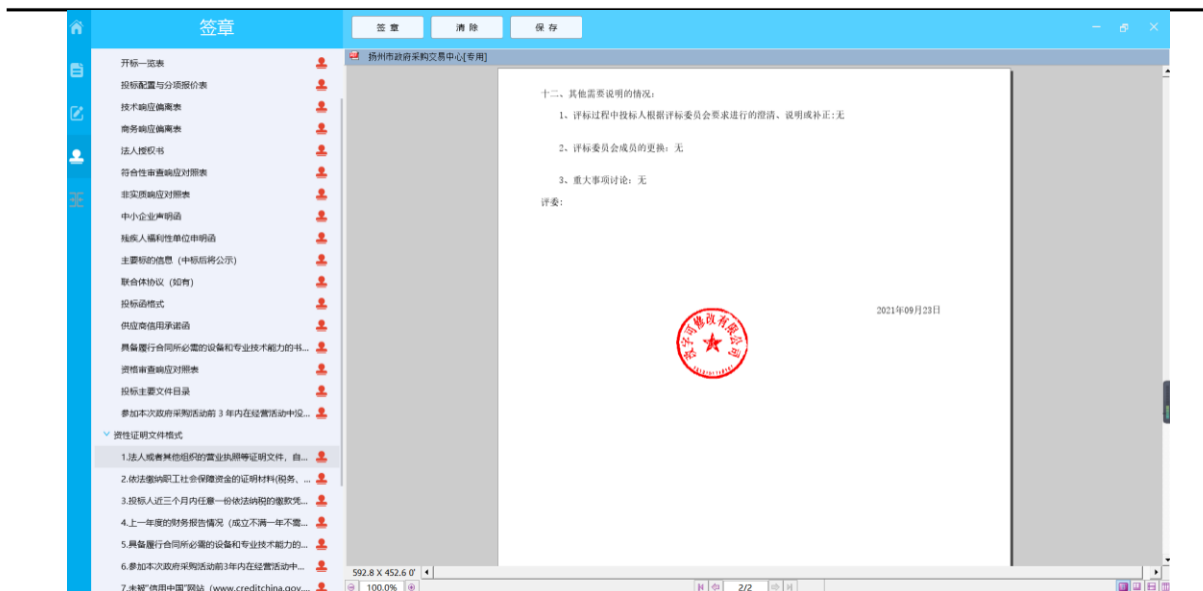 签章
签章
清除
保存
开标一览表
投标配置与分项报价表
技术响应偏离表
商务响应偏离表
法人授权书
符合性审查响应对照表
非实质响应对照表
中小企业声明函
残疾人福利性单位申明函
主要标的信息（中标后将公示）
联合体协议（如有）
投标函格式
供应商信用承诺函
具备履行合同所必需的设备和专业技术能力的书...
资格审查响应对照表
投标主要文件目录
参加本次政府采购活动前 3 年内在经营活动中没...
资性证明文件格式
1.法人或者其他组织的营业执照等证明文件，自...
2.依法缴纳职工社会保障资金的证明材料(税务、...
3.投标人近三个月内任意一份依法纳税的缴款凭...
4.上一年度的财务报告情况（成立不满一年不需...
5.具备履行合同所必需的设备和专业技术能力的...
6.参加本次政府采购活动前3年内在经营活动中...
7.未被"信用中国"网站（www.creditchina.gov....
扬州市政府采购交易中心[专用]
十二、其他需要说明的情况：
1、评标过程中投标人根据评标委员会要求进行的澄清、说明或补正:无
2、评标委员会成员的更换：无
3、重大事项讨论：无
评委：
2021年09月23日
数字可修改有限公司
592.8 X 452.6 0'
100.0%
2/2